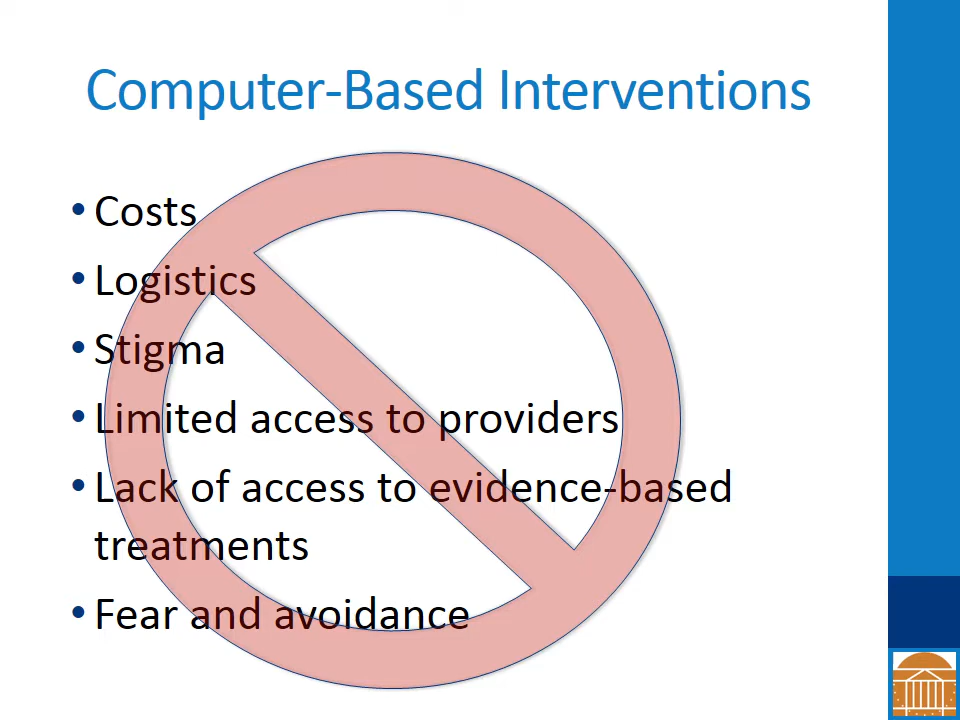 Computer-Based Interventions
• Costs
• Logistics
• Stigma
• Limited access to providers
• Lack of access to evidence-based
treatments
• Fear and avoidance